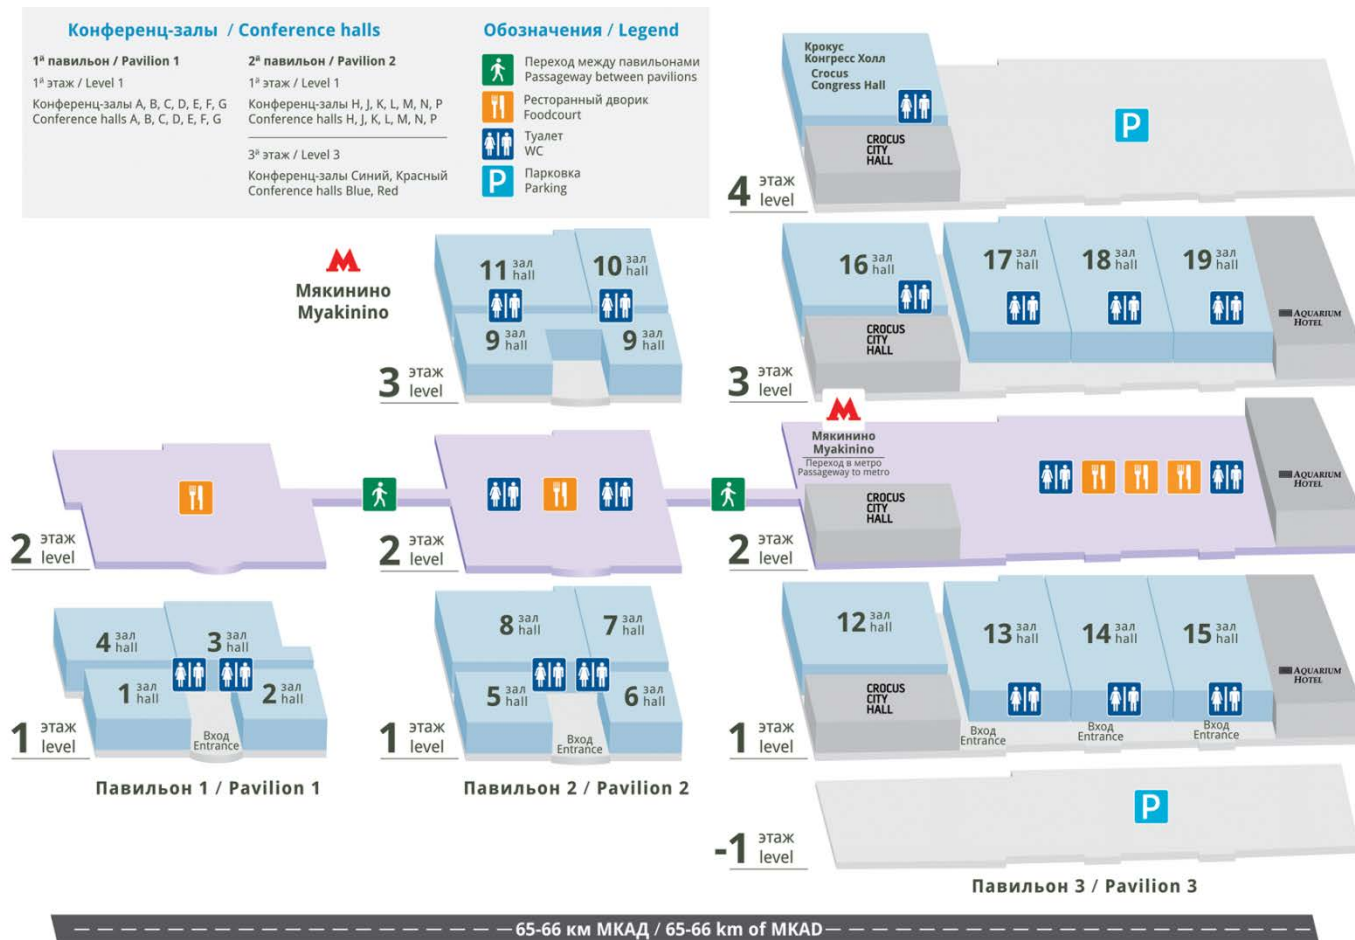 Конференц-залы / Conference halls
1й павильон / Pavilion 1
1й этаж / Level 1
Конференц-залы A, B, C, D, E, F, G
Conference halls A, B, C, D, E, F, G
2й павильон / Pavilion 2
1й этаж / Level 1
Конференц-залы H, J, K, L, M, N, P
Conference halls H, J, K, L, M, N, P
3й этаж / Level 3
Конференц-залы Синий, Красный
Conference halls Blue, Red
Обозначения / Legend
Переход между павильонами
Passageway between pavilions
Ресторанный дворик
Foodcourt
Туалет
WC
P
Парковка
Parking
Крокус
Конгресс Холл
Crocus
Congress Hall
CROCUS
CITY
HALL
P
4 этаж
level
М
Мякинино
Myakinino
11 зал
hall
10 зал
hall
9 зал
hall
9 зал
hall
3 этаж
level
16 зал
hall
17 зал
hall
18 зал
hall
19 зал
hall
CROCUS
CITY
HALL
AQUARIUM
HOTEL
3 этаж
level
2 этаж
level
2 этаж
level
М
Мякинино
Myakinino
Переход в метро
Passageway to metro
CROCUS
CITY
HALL
AQUARIUM
HOTEL
2 этаж
level
4 зал
hall
3 зал
hall
1 зал
hall
2 зал
hall
Вход
Entrance
1 этаж
level
Павильон 1 / Pavilion 1
8 зал
hall
7 зал
hall
5 зал
hall
6 зал
hall
Вход
Entrance
1 этаж
level
Павильон 2 / Pavilion 2
12 зал
hall
13 зал
hall
14 зал
hall
15 зал
hall
CROCUS
CITY
HALL
AQUARIUM
HOTEL
Вход
Entrance
Вход
Entrance
Вход
Entrance
1 этаж
level
P
-1 этаж
level
Павильон 3 / Pavilion 3
65-66 км МКАД / 65-66 km of MKAD